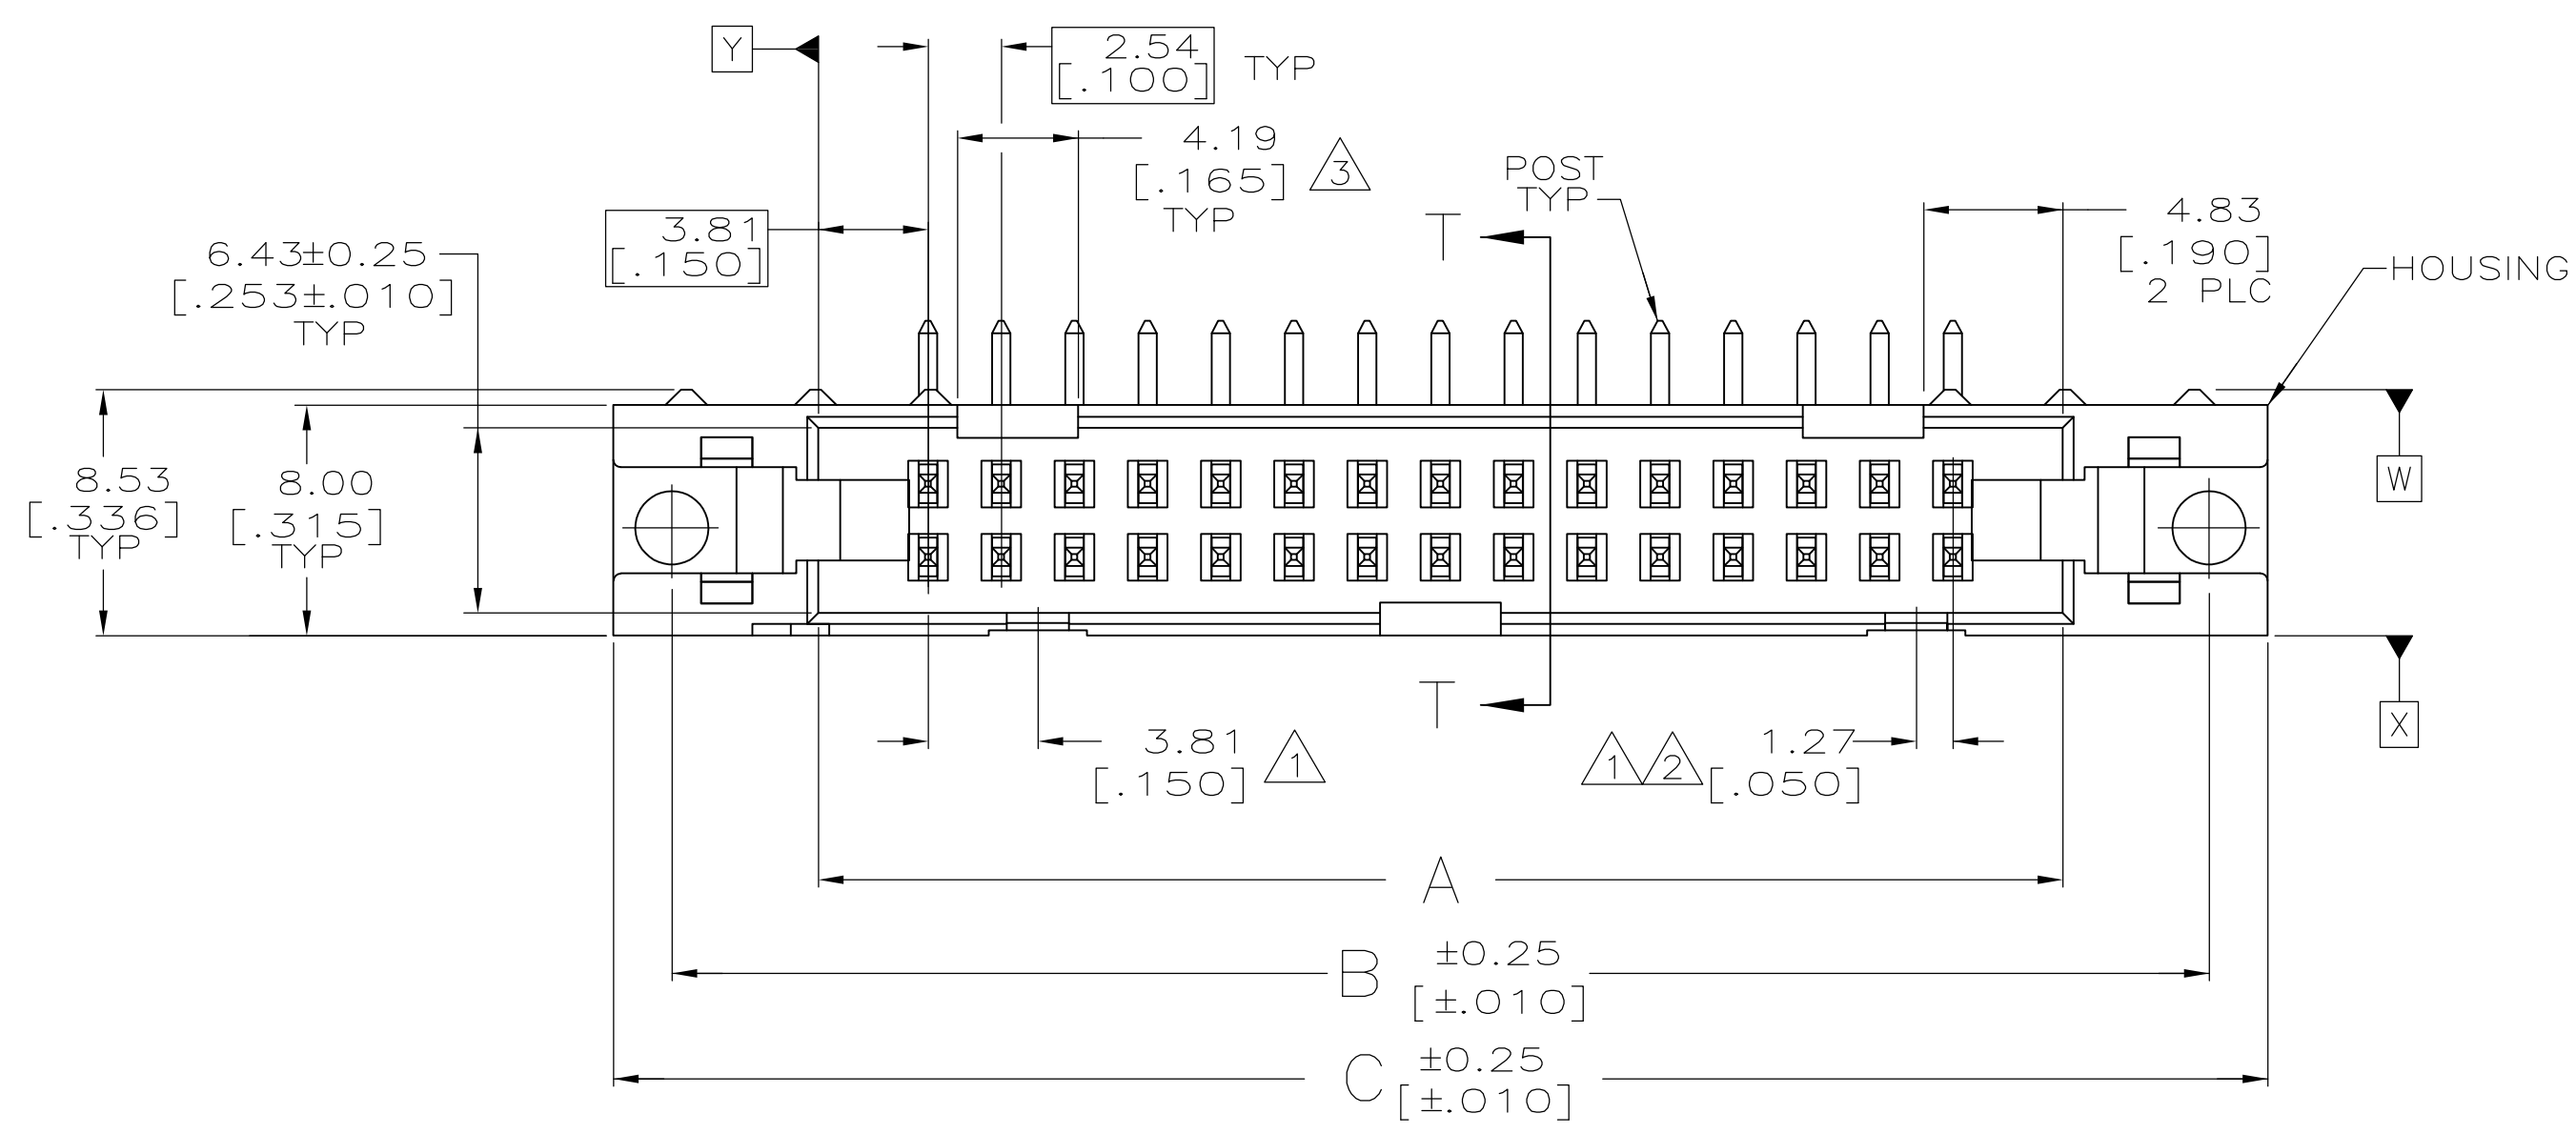 Y
2.54
[.100]
TYP
4.19
[.165]
TYP
3
POST
TYP
T
4.83
[.190]
2 PLC
HOUSING
3.81
[.150]
6.43±0.25
[.253±.010]
TYP
8.53
[.336]
TYP
8.00
[.315]
TYP
W
X
T
3.81
[.150]
1
1
2
1.27
[.050]
A
B
±0.25
[±.010]
C
±0.25
[±.010]